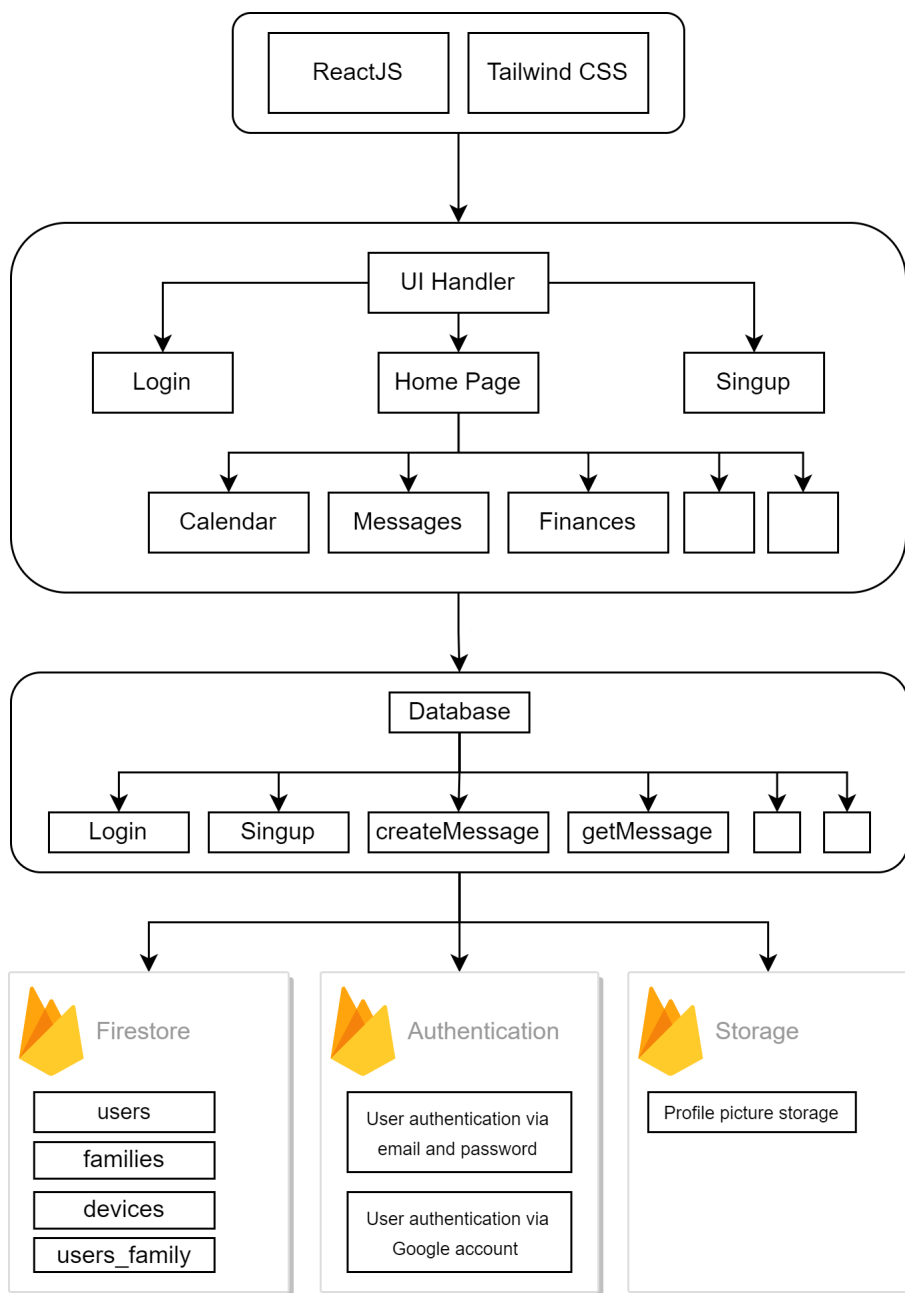 ReactJS
Tailwind CSS
UI Handler
Login
Home Page
Singup
Calendar
Messages
Finances
Database
Login
Singup
createMessage
getMessage
Firestore
users
families
devices
users_family
Authentication
User authentication via
email and password
User authentication via
Google account
Storage
Profile picture storage